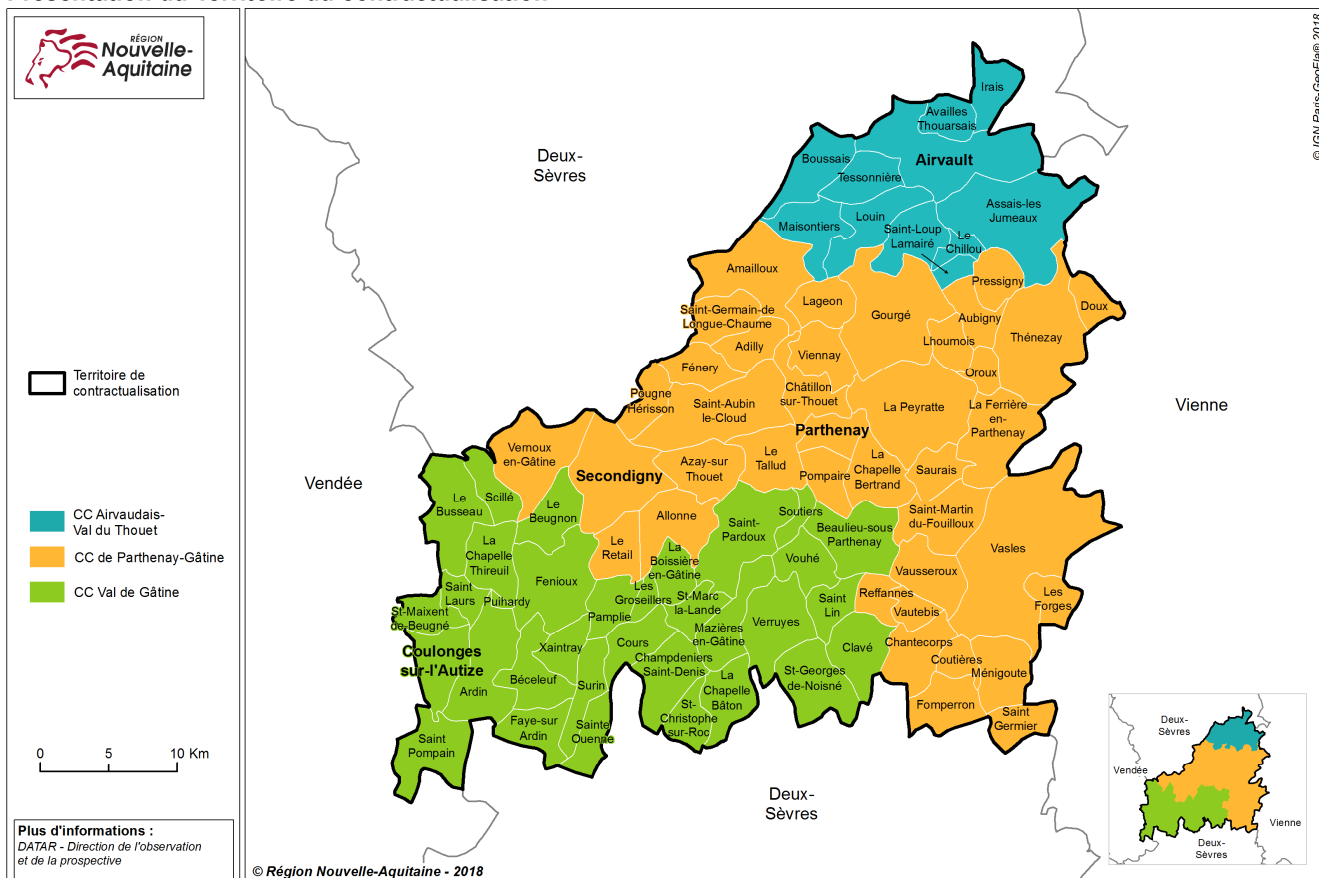 RÉGION
Nouvelle-
Aquitaine
© IGN Paris-GeoFla® 2018
Irais
Availles
Thouarsais
Deux-
Sèvres
Boussais
Airvault
Tessonnière
Assais-les
Jumeaux
Louin
Maisontiers
Saint-Loup
Lamairé
Le
Chillou
Amailloux
Pressigny
Lageon
Doux
Saint-Germain-de
Longue-Chaume
Gourgé
Aubigny
Thénezay
Lhoumois
Adilly
Viennay
Fénery
Oroux
Territoire de
contractualisation
Châtillon
sur-Thouet
Pougne
Hérisson
Saint-Aubin
le-Cloud
La Peyratte
La Ferrière
en-
Parthenay
Vienne
Parthenay
Vernoux
en-Gâtine
Le
Tallud
La
Chapelle
Bertrand
Azay-sur
Thouet
Secondigny
Pompaire
Saurais
Vendée
Le
Busseau
Scillé
Le
Beugnon
Allonne
Saint-
Pardoux
Soutiers
Saint-Martin
du-Fouilloux
Beaulieu-sous
Parthenay
CC Airvaudais-
Val du Thouet
CC de Parthenay-Gâtine
CC Val de Gâtine
La
Chapelle
Thireuil
Le
Retail
La
Boissière
en-Gâtine
Vouhé
Vasles
Vausseroux
Fenioux
Saint
Laurs
Puihardy
Les
Groseillers
St-Marc
la-Lande
Saint
Lin
Reffannes
Les
Forges
St-Maixent
de-Beugné
Pamplie
Verruyes
Vautebis
Mazières
en-Gâtine
Coulonges
sur-l'Autize
Xaintray
Cours
Clavé
Chantecorps
Champdeniers
Saint-Denis
Coutières
Ménigoute
Ardin
Béceleuf
Surin
La
Chapelle
Bâton
St-Georges
de-Noisné
St-
Christophe
sur-Roc
Fomperron
Saint
Germier
Faye-sur
Ardin
Sainte
Ouenne
Saint
Pompain
0 5 10 Km
Deux-
Sèvres
Deux-
Sèvres
Vendée
Vienne
Deux-
Sèvres
Plus d'informations :
DATAR - Direction de l'observation
et de la prospective
© Région Nouvelle-Aquitaine - 2018